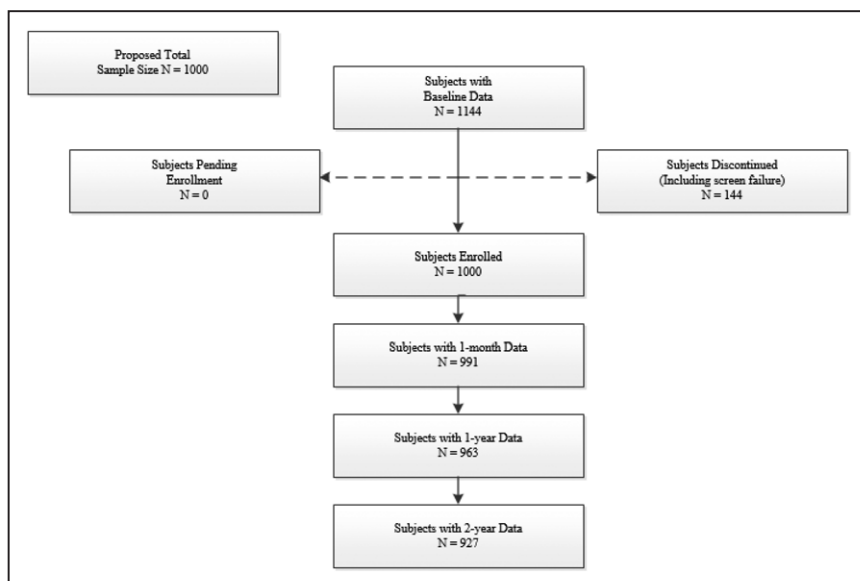 Proposed Total
Sample Size N = 1000
Subjects with
Baseline Data
N = 1144
Subjects Pending
Enrollment
N = 0
Subjects Discontinued
(Including screen failure)
N = 144
Subjects Enrolled
N = 1000
Subjects with 1-month Data
N = 991
Subjects with 1-year Data
N = 963
Subjects with 2-year Data
N = 927